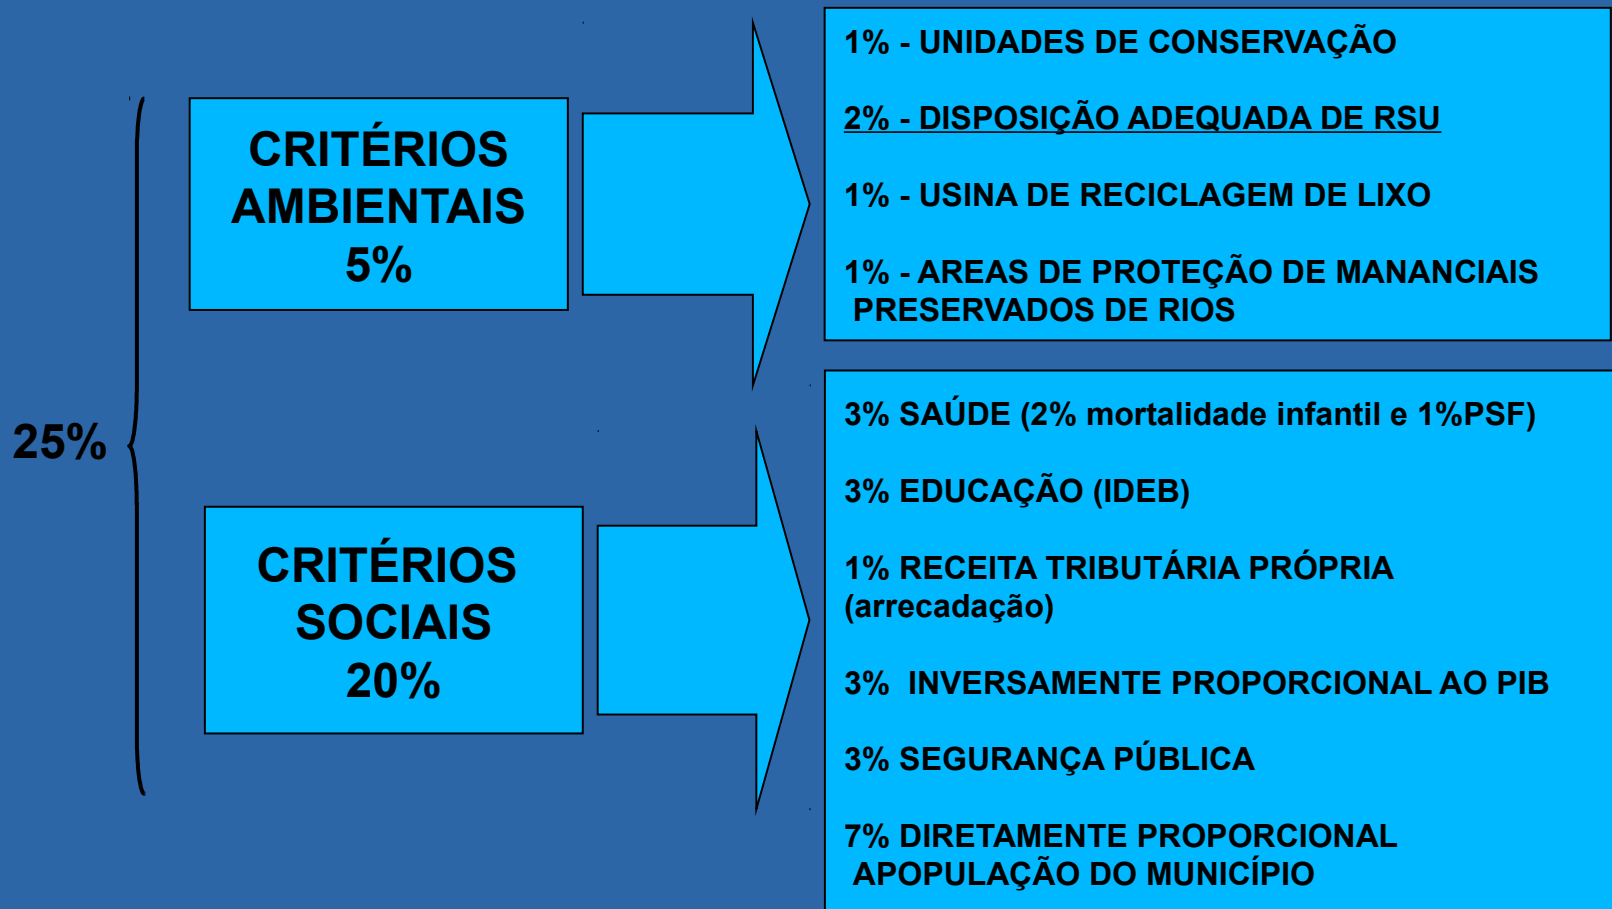 25%
CRITÉRIOS
AMBIENTAIS
5%
1% - UNIDADES DE CONSERVAÇÃO
2% - DISPOSIÇÃO ADEQUADA DE RSU
1% - USINA DE RECICLAGEM DE LIXO
1% - AREAS DE PROTEÇÃO DE MANANCIAIS
PRESERVADOS DE RIOS
CRITÉRIOS
SOCIAIS
20%
3% SAÚDE (2% mortalidade infantil e 1%PSF)
3% EDUCAÇÃO (IDEB)
1% RECEITA TRIBUTÁRIA PRÓPRIA
(arrecadação)
3% INVERSAMENTE PROPORCIONAL AO PIB
3% SEGURANÇA PÚBLICA
7% DIRETAMENTE PROPORCIONAL
APOPULAÇÃO DO MUNICÍPIO